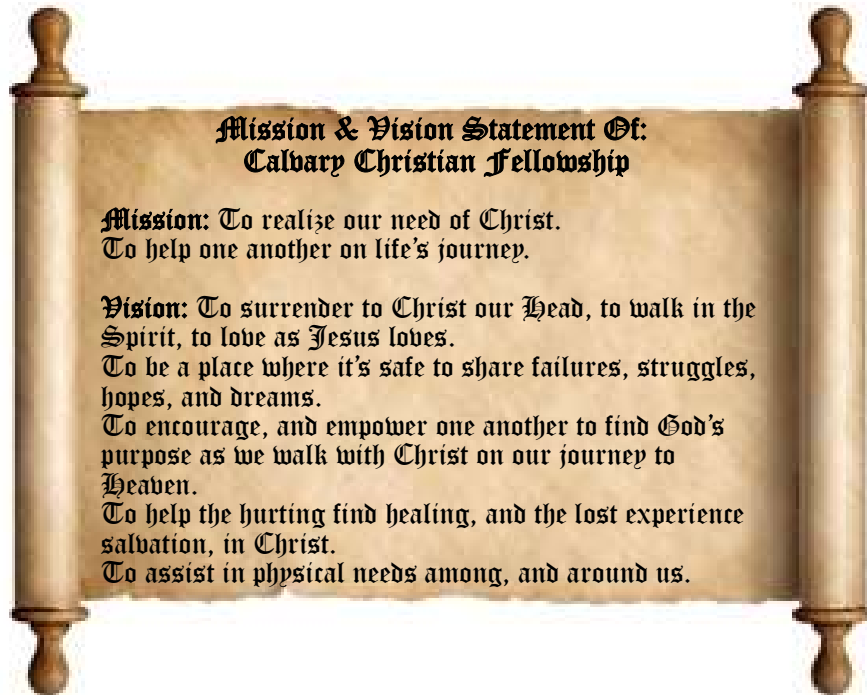 Mission & Vision Statement Of:
Calvary Christian Fellowship
Mission: To realize our need of Christ.
To help one another on life's journey.
Vision: To surrender to Christ our Head, to walk in the
Spirit, to love as Jesus loves.
To be a place where it's safe to share failures, struggles,
hopes, and dreams.
To encourage, and empower one another to find God's
purpose as we walk with Christ on our journey to
Heaven.
To help the hurting find healing, and the lost experience
salvation, in Christ.
To assist in physical needs among, and around us.